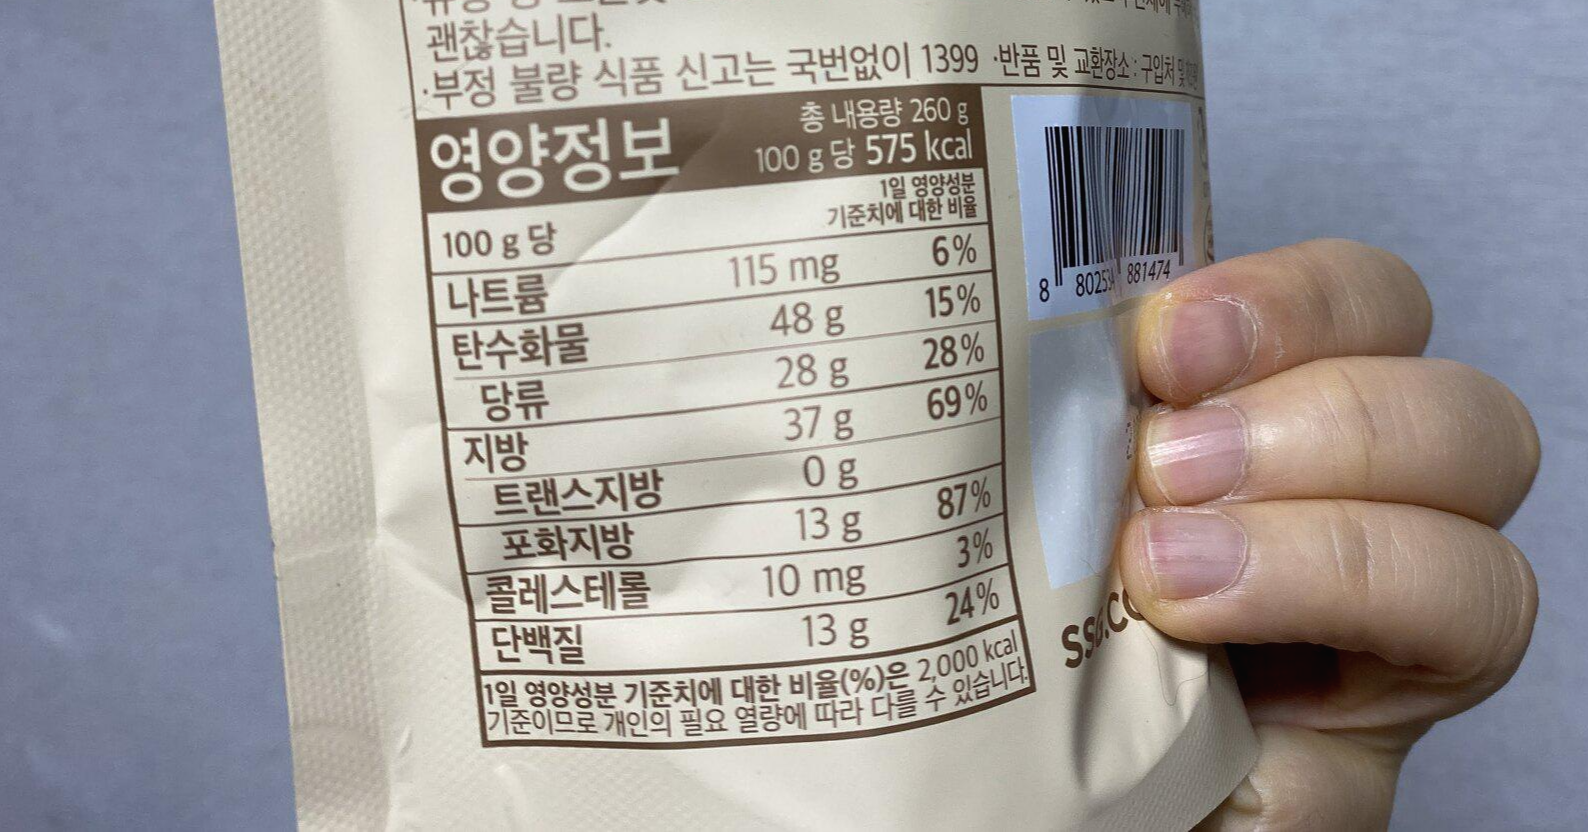 괜찮습니다.
·부정 불량 식품 신고는 국번없이 1399 ·반품 및 교환장소 : 구입처 및
영양정보
총 내용량 260 g
100 g 당 575 kcal
100 g 당
1일 영양성분
기준치에 대한 비율
나트륨 115 mg 6%
탄수화물 48 g 15%
당류 28 g 28%
지방 37 g 69%
트랜스지방 0 g
포화지방 13 g 87%
콜레스테롤 10 mg 3%
단백질 13 g 24%
1일 영양성분 기준치에 대한 비율(%)은 2,000 kcal
기준이므로 개인의 필요 열량에 따라 다를 수 있습니다.
8 881474